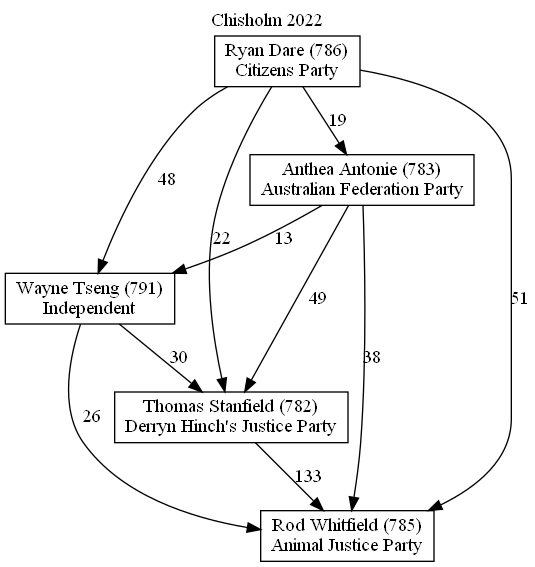 Chisholm 2022
Ryan Dare (786)
Citizens Party
19
Anthea Antonie (783)
Australian Federation Party
48
22
13
Wayne Tseng (791)
Independent
49
51
30
38
Thomas Stanfield (782)
Derryn Hinch's Justice Party
26
133
Rod Whitfield (785)
Animal Justice Party